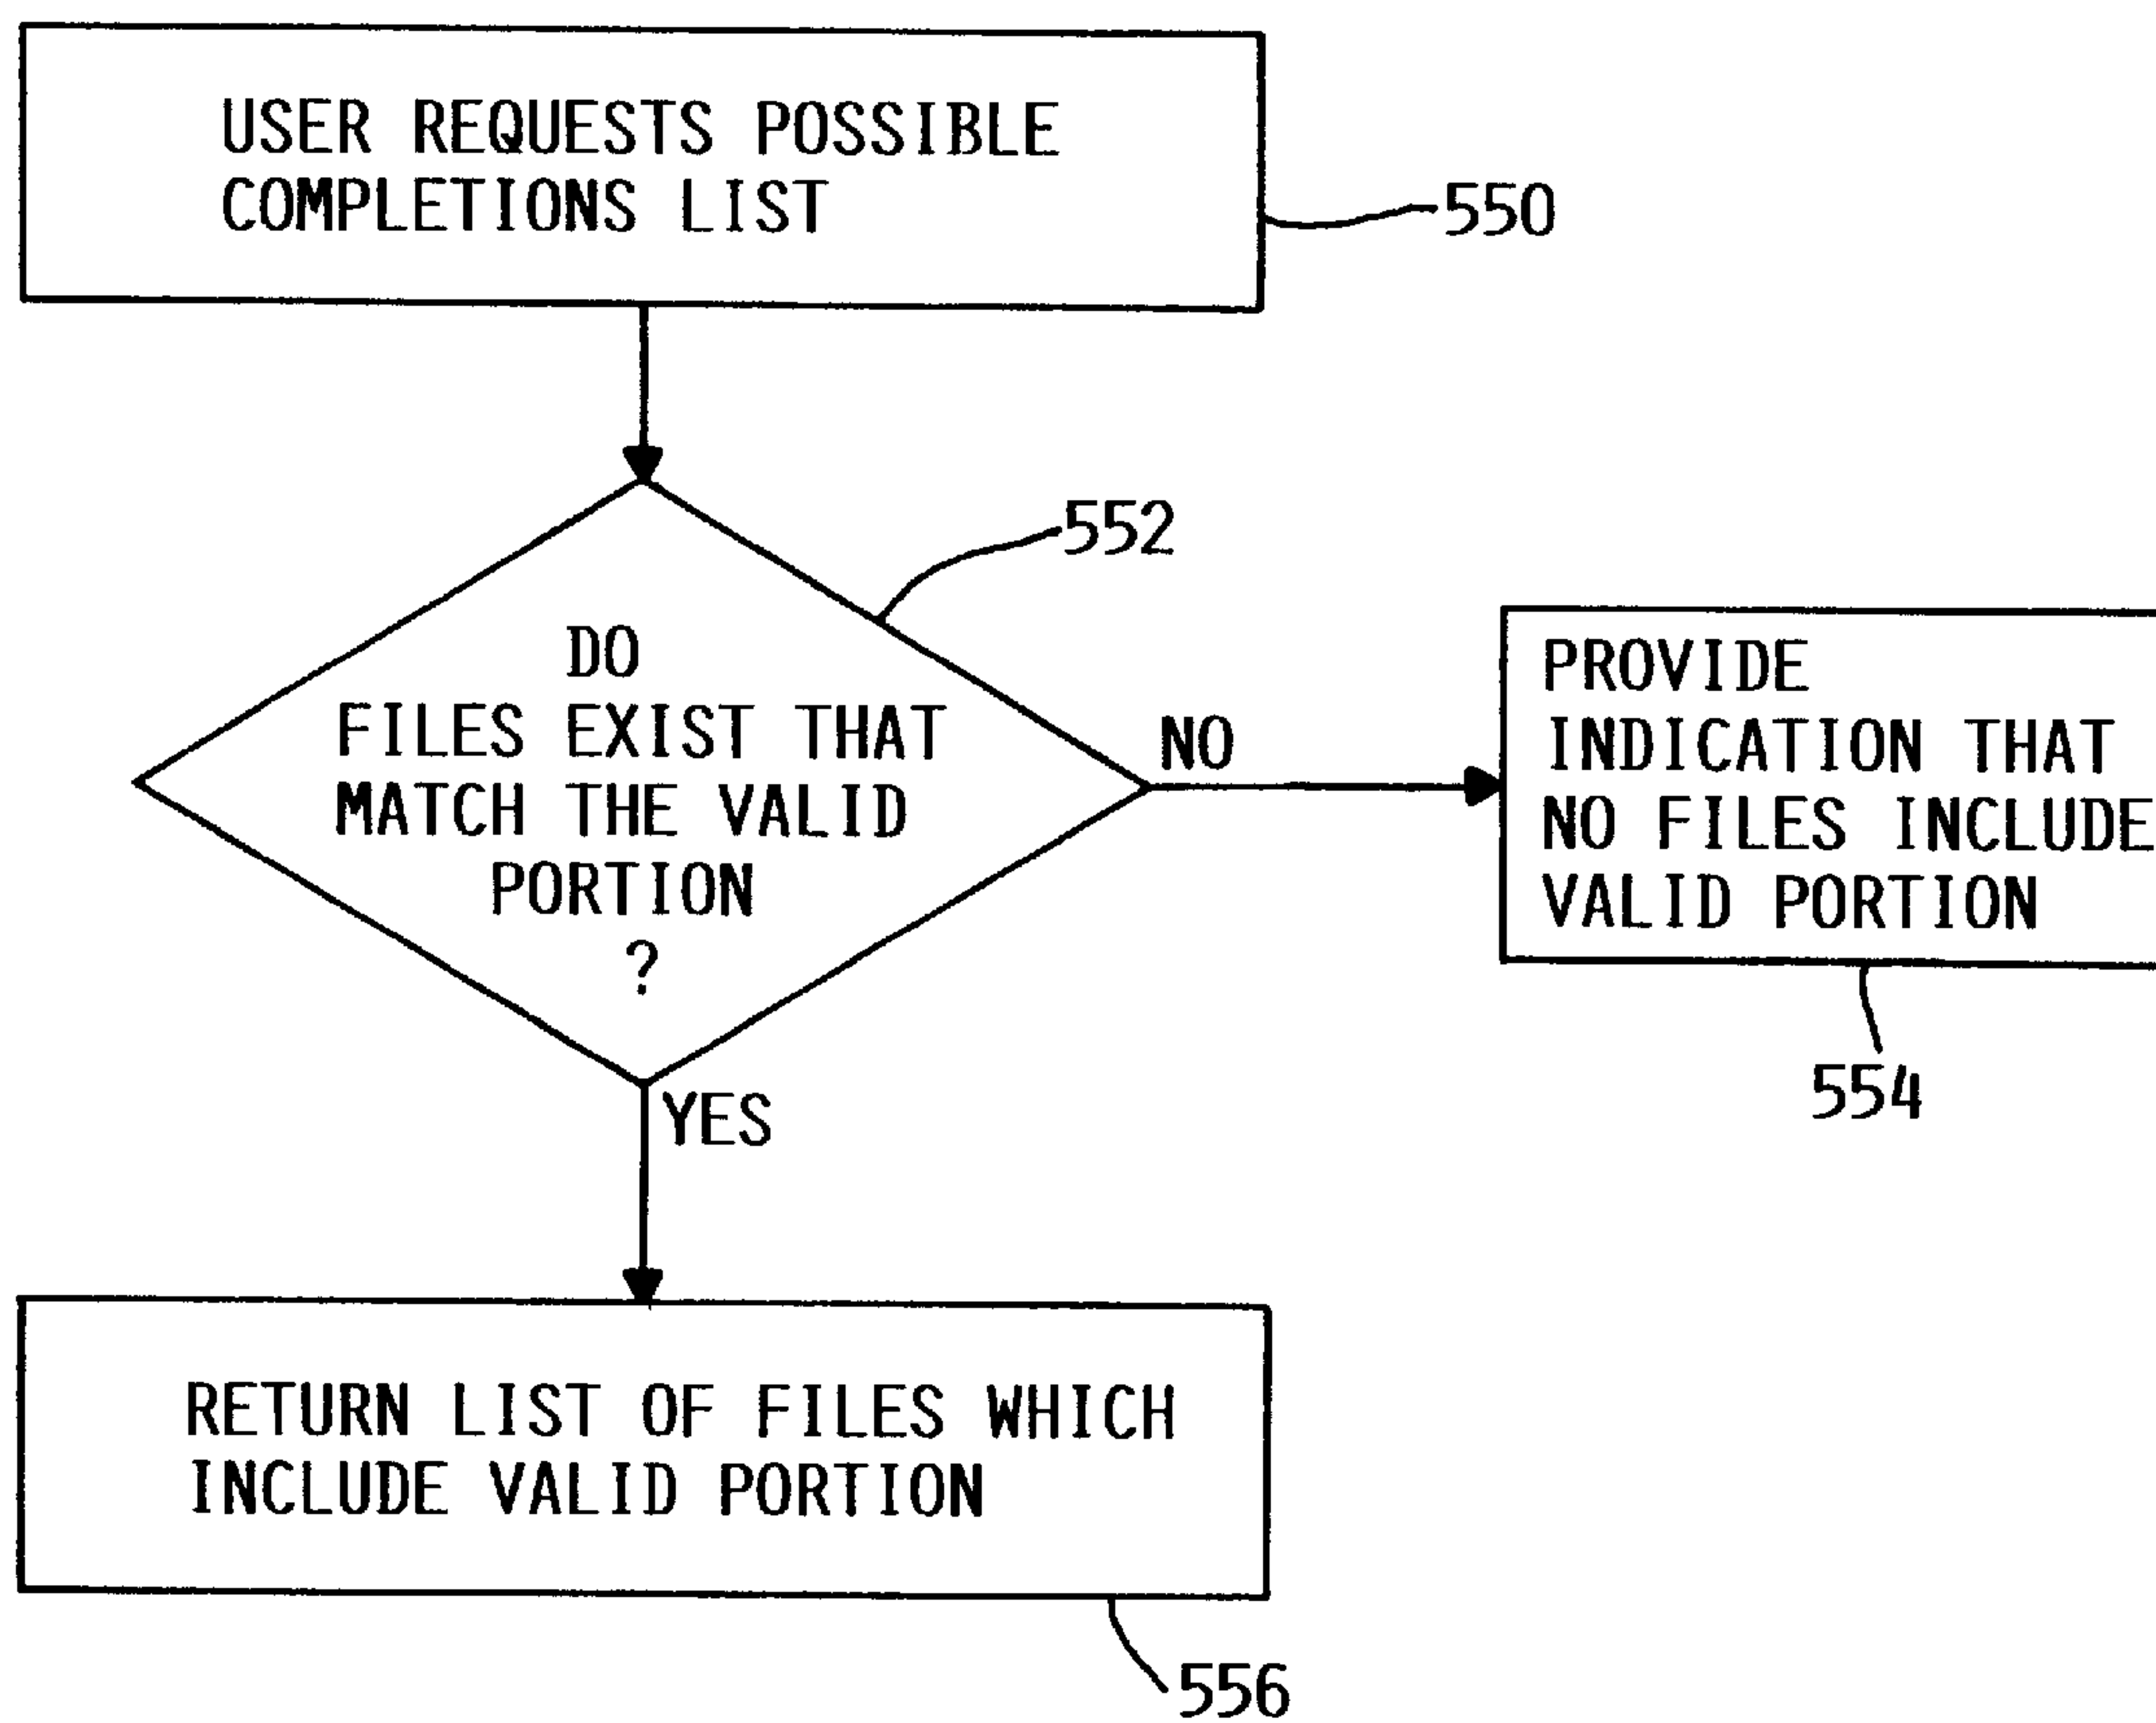 USER REQUESTS POSSIBLE
COMPLETIONS LIST
550
552
DO
FILES EXIST THAT
MATCH THE VALID
PORTION
?
NO
PROVIDE
INDICATION THAT
NO FILES INCLUDE
VALID PORTION
554
YES
RETURN LIST OF FILES WHICH
INCLUDE VALID PORTION
556